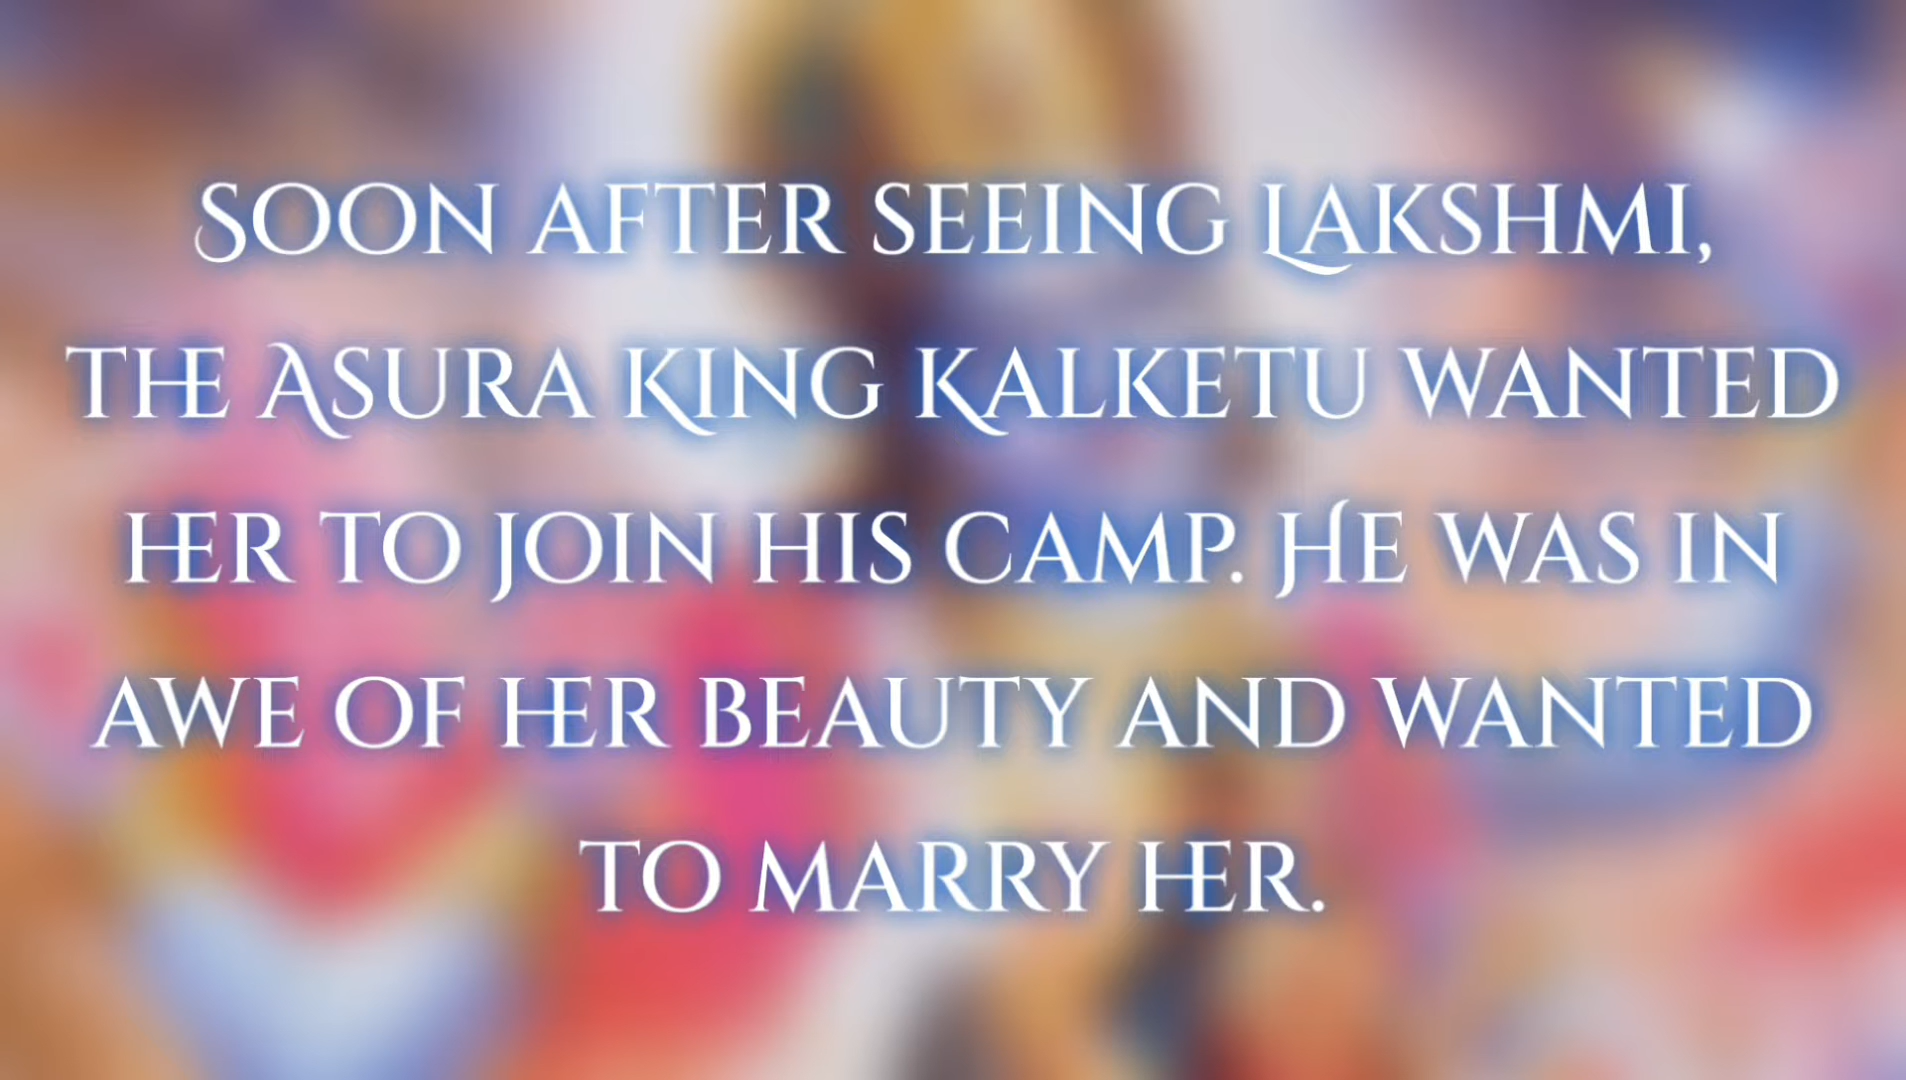 Soon after seeing Lakshmi,
the Asura King Kalketu wanted
her to join his camp. He was in
awe of her beauty and wanted
to marry her.